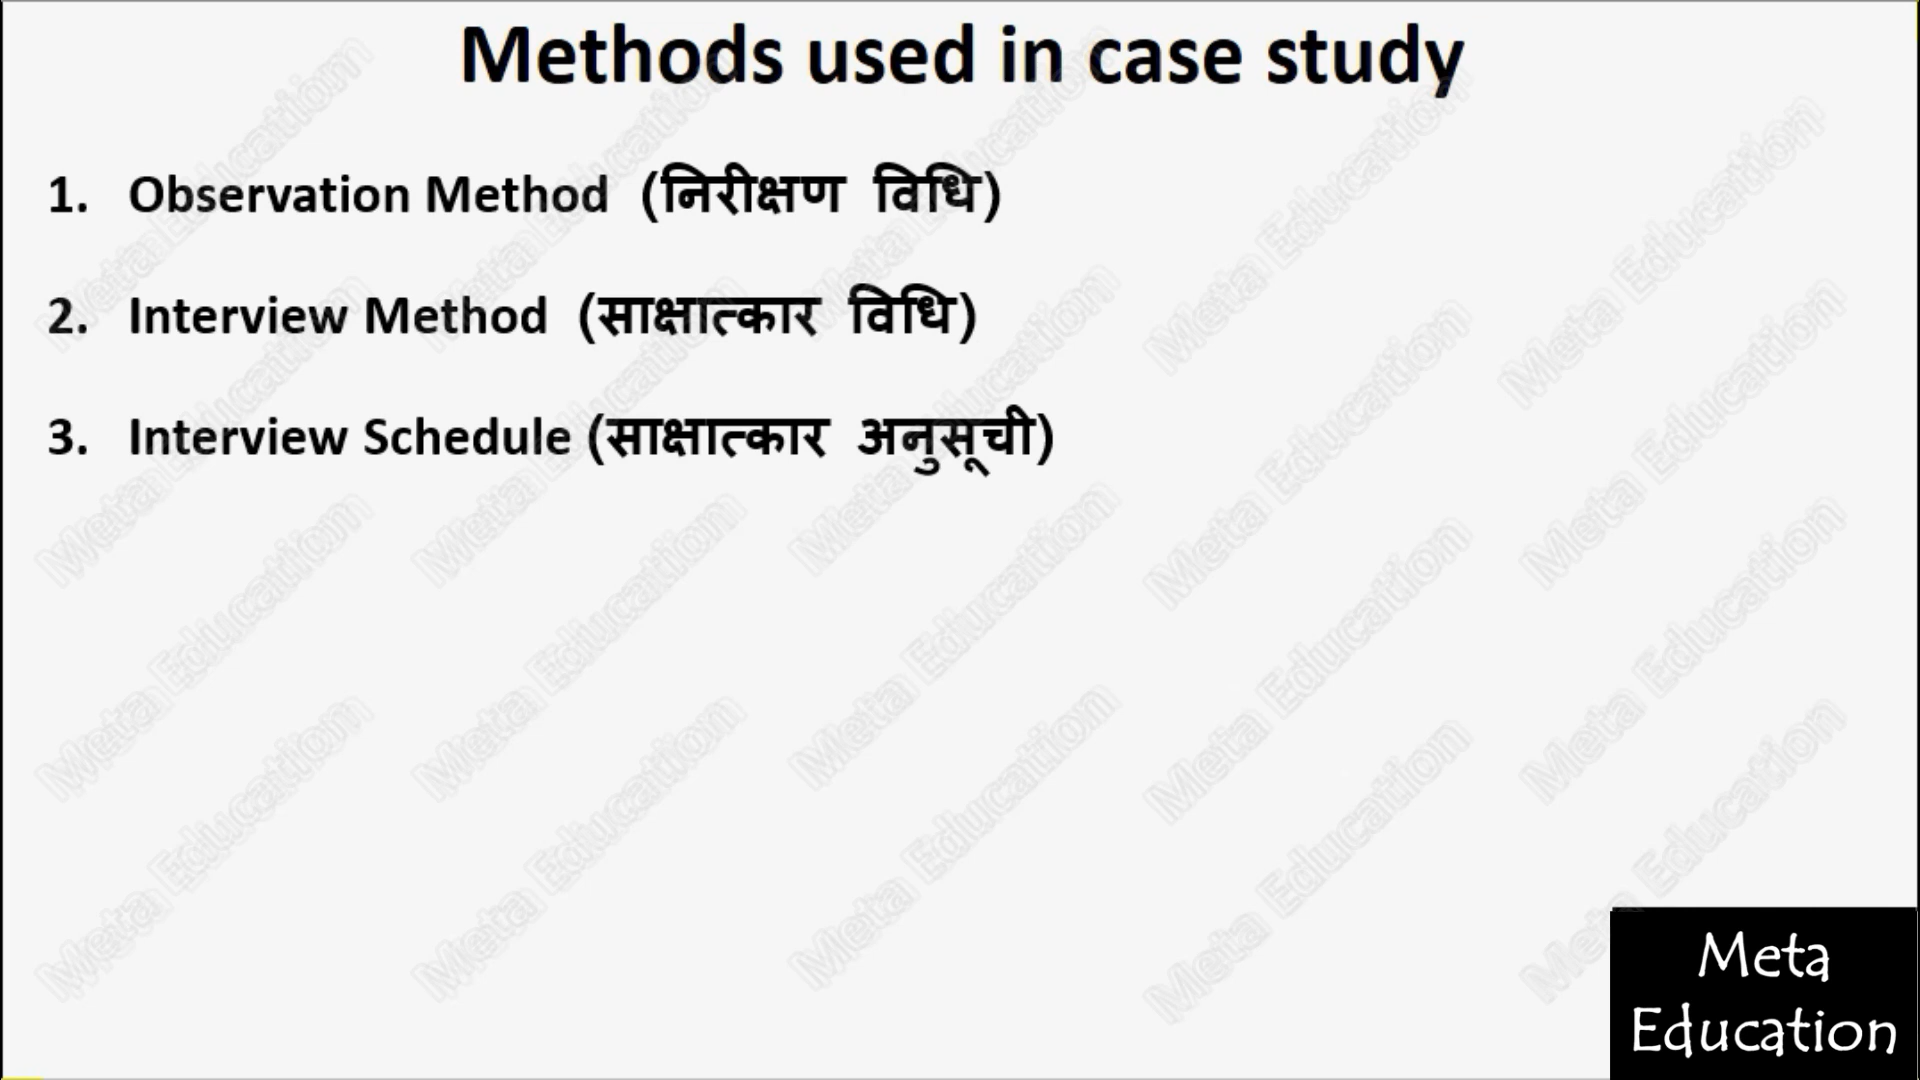 Methods used in case study
1. Observation Method (निरीक्षण विधि)
2. Interview Method (साक्षात्कार विधि)
3. Interview Schedule (साक्षात्कार अनुसूची)
Meta
Education